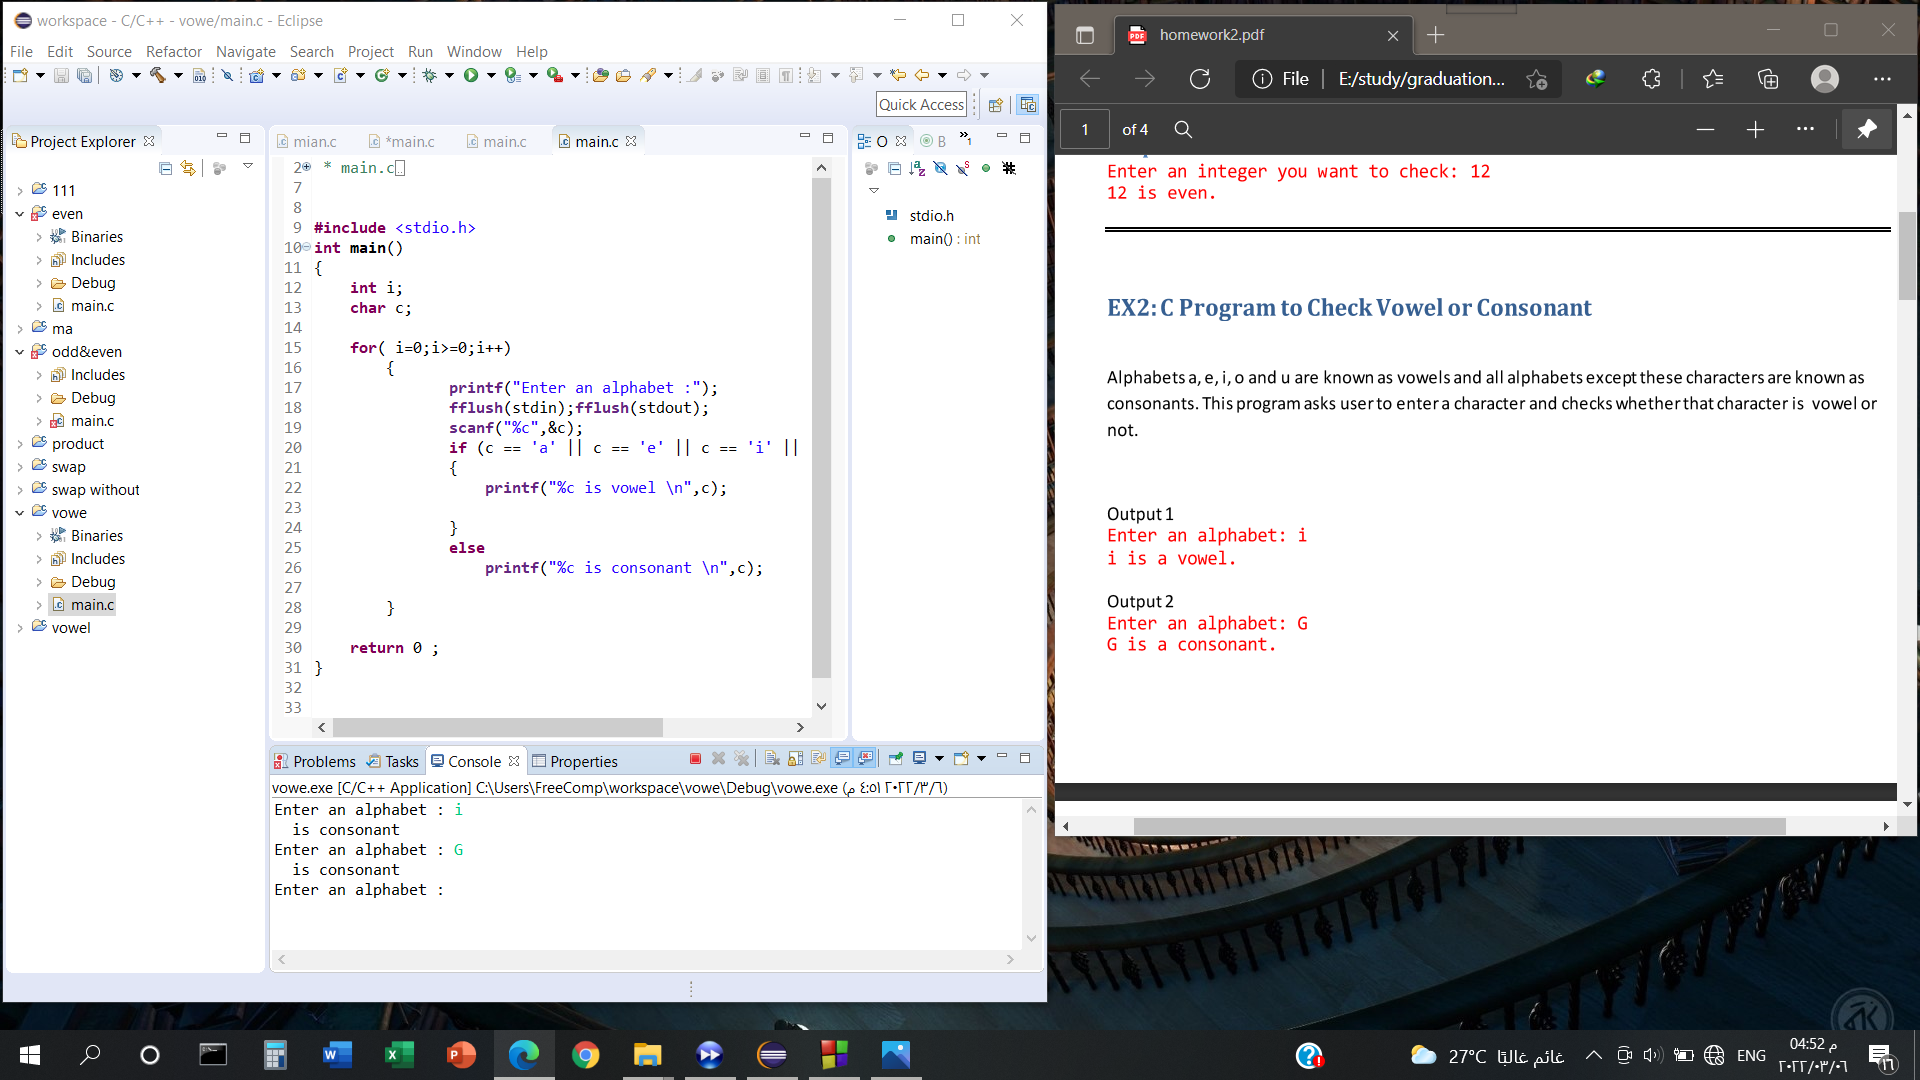 workspace - C/C++ - vowe/main.c - Eclipse
File Edit Source Refactor Navigate Search Project Run Window Help
Quick Access
Project Explorer
111
even
Binaries
Includes
Debug
main.c
ma
odd&even
Includes
Debug
main.c
product
swap
swap without
vowe
Binaries
Includes
Debug
main.c
vowel
mian.c *main.c main.c main.c
2 * main.c
7
8
9 #include <stdio.h>
10 int main()
11 {
12 int i;
13 char c;
14
15 for( i=0;i>=0;i++)
16 {
17 printf("Enter an alphabet :");
18 fflush(stdin);fflush(stdout);
19 scanf("%c",&c);
20 if (c == 'a' || c == 'e' || c == 'i' ||
21 {
22 printf("%c is vowel \n",c);
23
24 }
25 else
26 printf("%c is consonant \n",c);
27
28 }
29
30 return 0 ;
31 }
32
33
O B
stdio.h
main() : int
Problems Tasks Console Properties
vowe.exe [C/C++ Application] C:\Users\FreeComp\workspace\vowe\Debug\vowe.exe (٢٠٢٢/٣/٦ ٤:٥١ م)
Enter an alphabet : i
is consonant
Enter an alphabet : G
is consonant
Enter an alphabet :
homework2.pdf
File E:/study/graduation...
1 of 4
Enter an integer you want to check: 12
12 is even.
EX2: C Program to Check Vowel or Consonant
Alphabets a, e, i, o and u are known as vowels and all alphabets except these characters are known as
consonants. This program asks user to enter a character and checks whether that character is vowel or
not.
Output 1
Enter an alphabet: i
i is a vowel.
Output 2
Enter an alphabet: G
G is a consonant.
27°C غائم غالبًا
ENG
04:52 م
٢٠٢٢/٠٣/٠٦
١٦